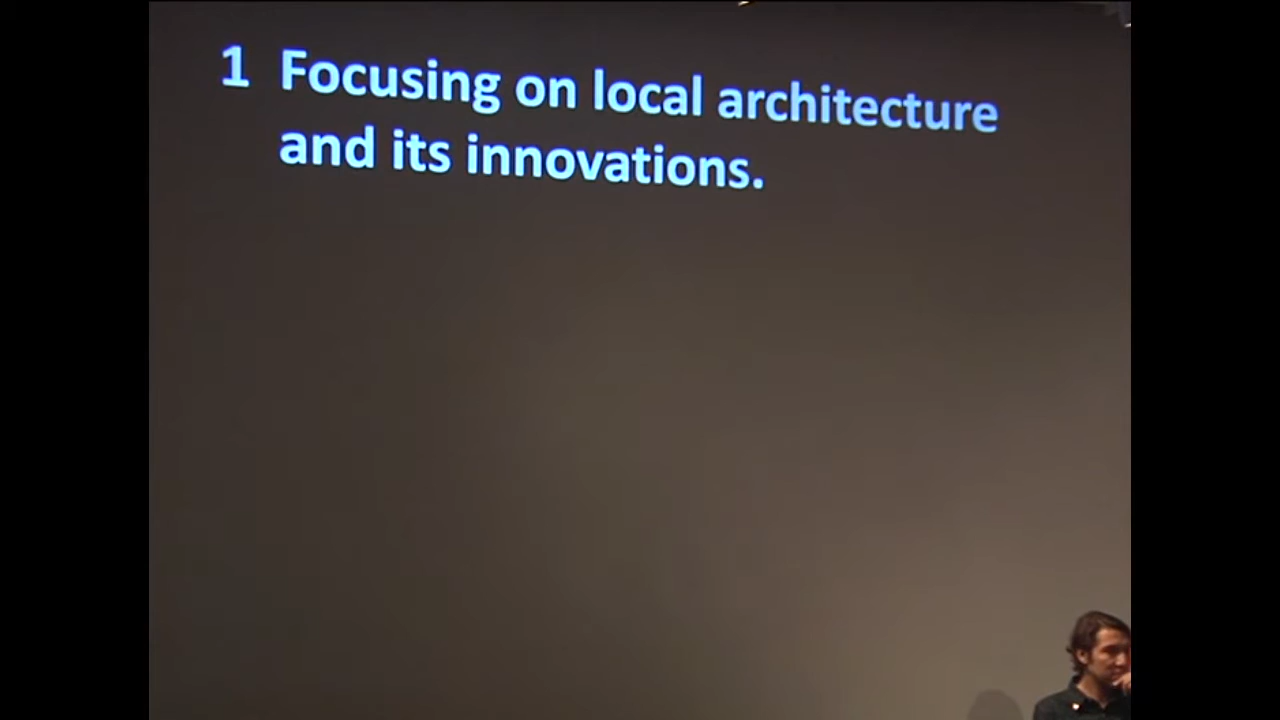 1 Focusing on local architecture
and its innovations.